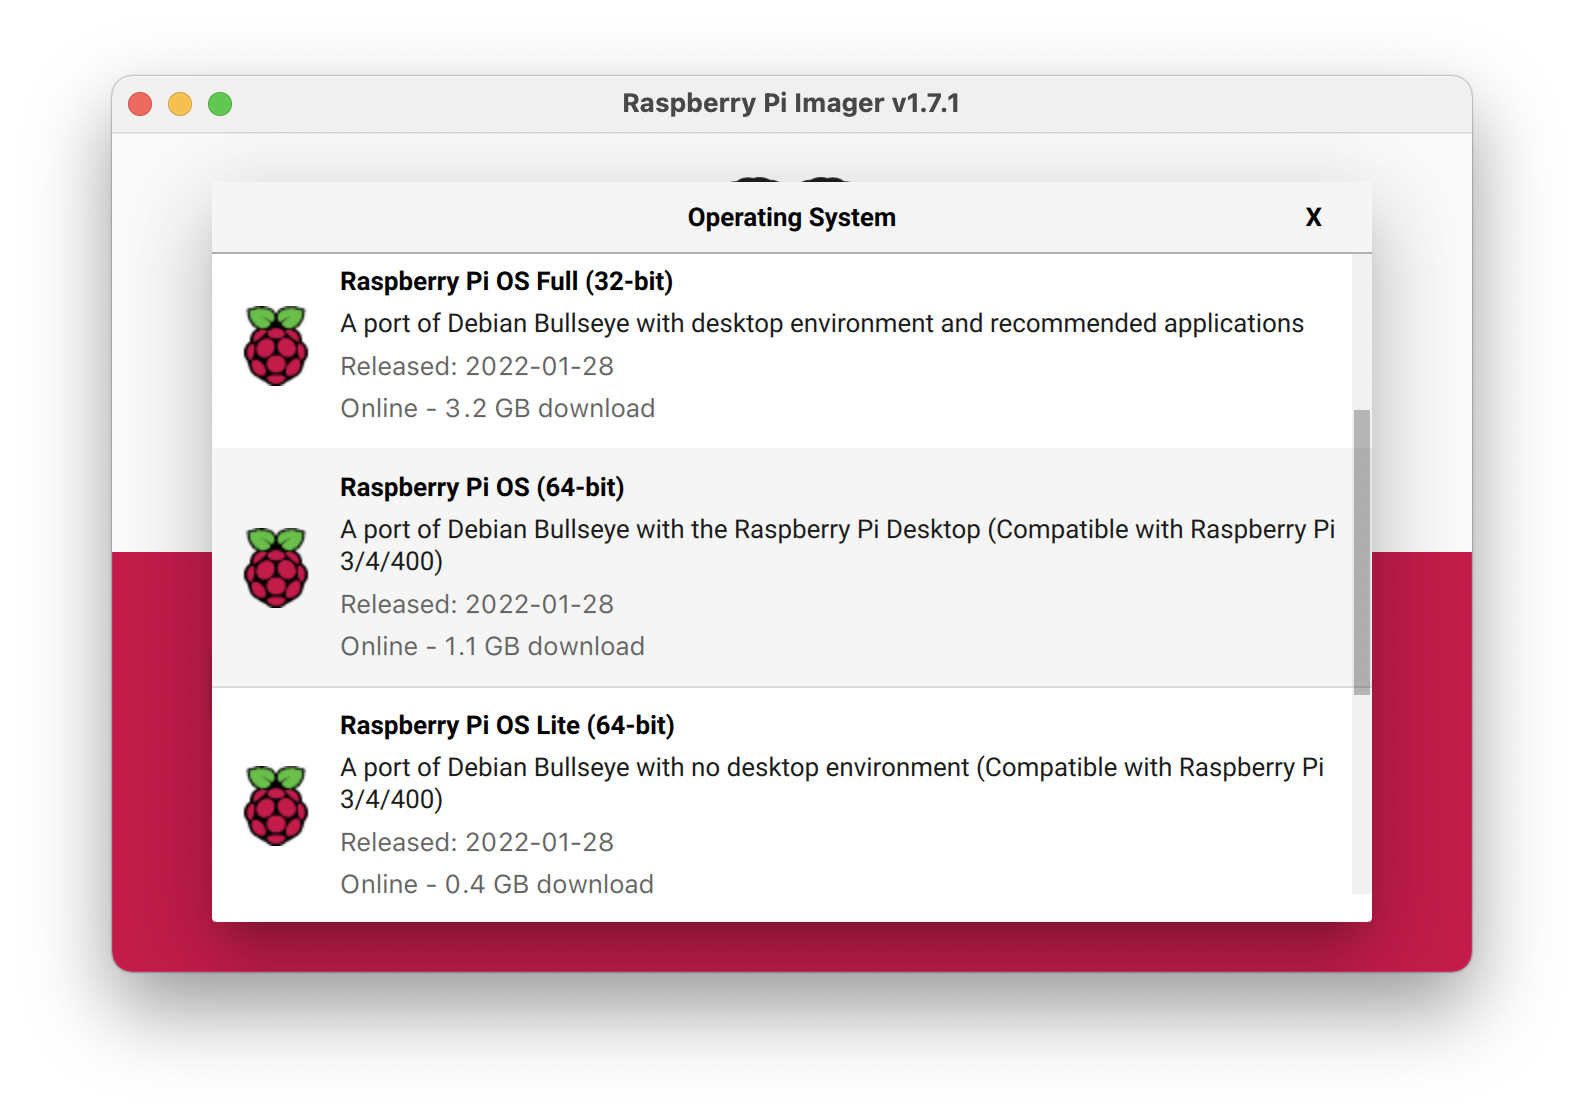 Raspberry Pi Imager v1.7.1
Operating System
X
Raspberry Pi OS Full (32-bit)
A port of Debian Bullseye with desktop environment and recommended applications
Released: 2022-01-28
Online - 3.2 GB download
Raspberry Pi OS (64-bit)
A port of Debian Bullseye with the Raspberry Pi Desktop (Compatible with Raspberry Pi
3/4/400)
Released: 2022-01-28
Online - 1.1 GB download
Raspberry Pi OS Lite (64-bit)
A port of Debian Bullseye with no desktop environment (Compatible with Raspberry Pi
3/4/400)
Released: 2022-01-28
Online - 0.4 GB download